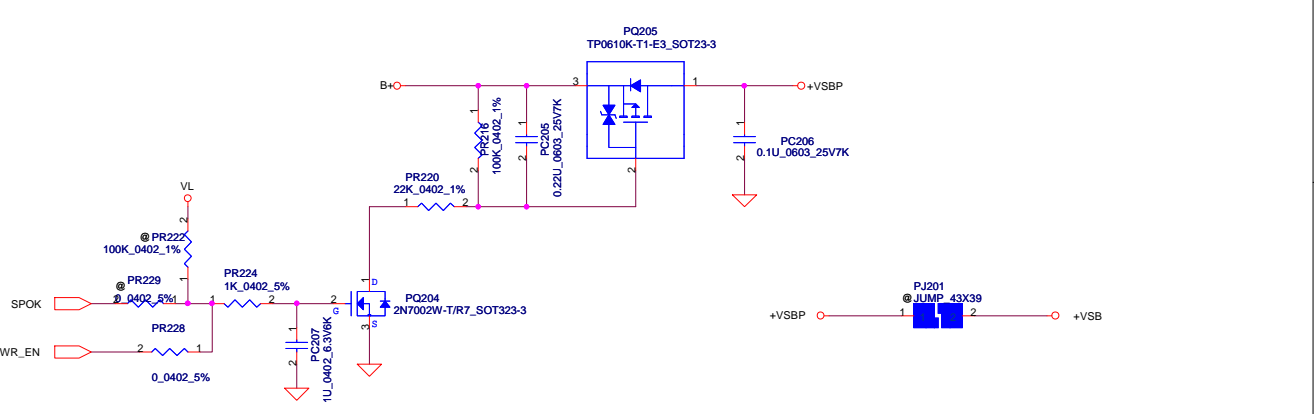 PQ205
TP0610K-T1-E3_SOT23-3
B+
3
1
+VSBP
1
PR216
100K_0402_1%
2
1
PC205
0.22U_0603_25V7K
2
2
1
PC206
0.1U_0603_25V7K
2
PR220
22K_0402_1%
1
2
VL
2
@ PR222
100K_0402_1%
1
@
PR229
0_0402_5%
2
1
SPOK
PR224
1K_0402_5%
1
2
PR228
0_0402_5%
2
1
WR_EN
1
PC207
1U_0402_6.3V6K
2
2
G
1
D
S
3
PQ204
2N7002W-T/R7_SOT323-3
PJ201
@ JUMP_43X39
+VSBP
1
2
+VSB